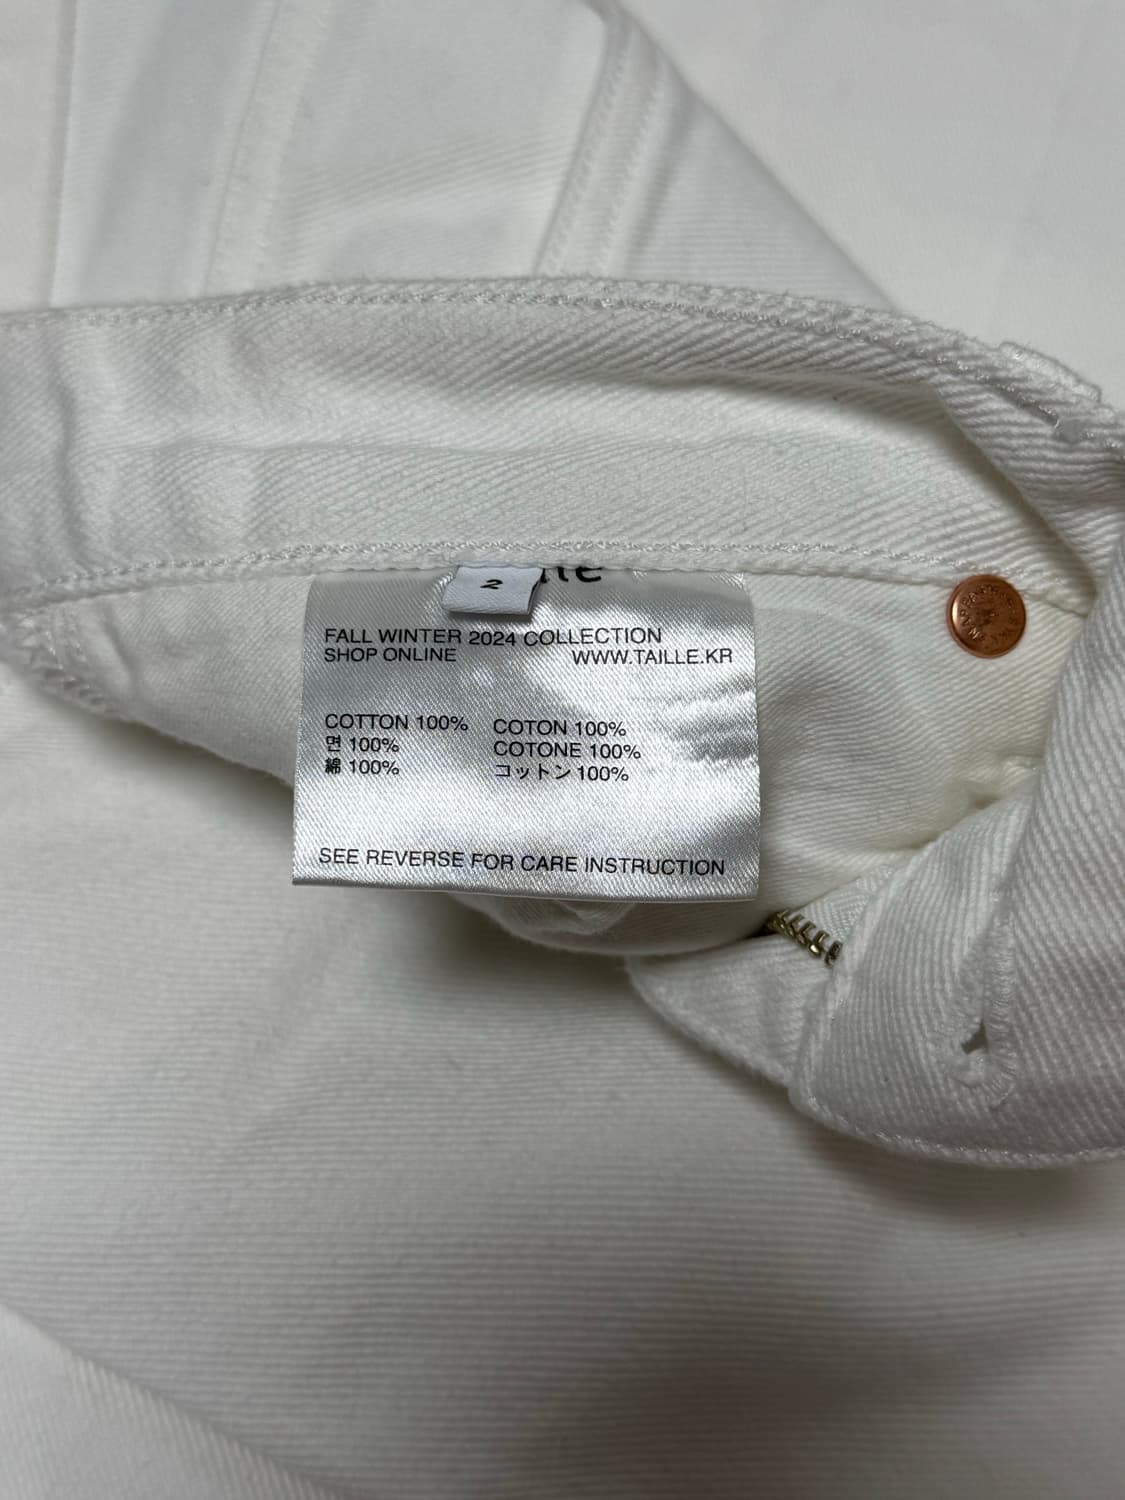 2
FALL WINTER 2024 COLLECTION
SHOP ONLINE WWW.TAILLE.KR
COTTON 100% COTON 100%
면 100% COTONE 100%
綿 100% コットン 100%
SEE REVERSE FOR CARE INSTRUCTION